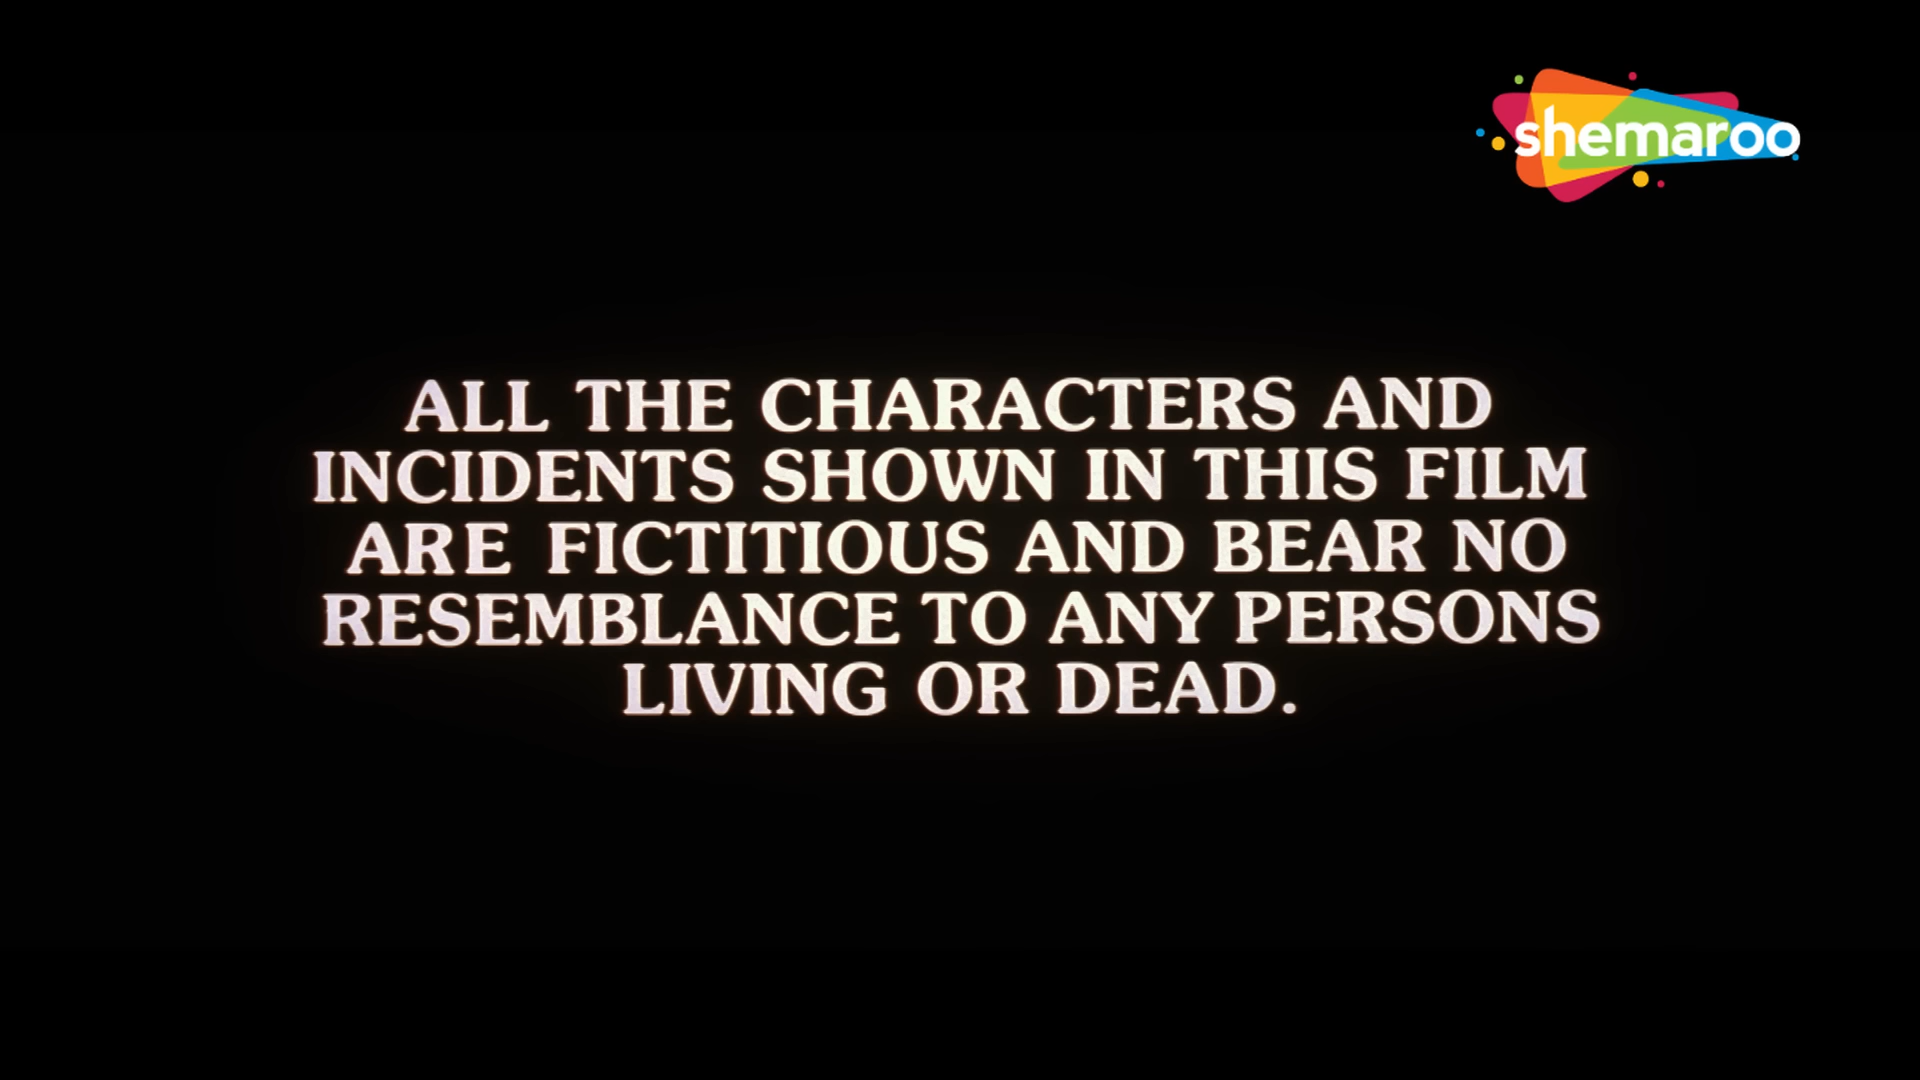 shemaroo
ALL THE CHARACTERS AND
INCIDENTS SHOWN IN THIS FILM
ARE FICTITIOUS AND BEAR NO
RESEMBLANCE TO ANY PERSONS
LIVING OR DEAD.